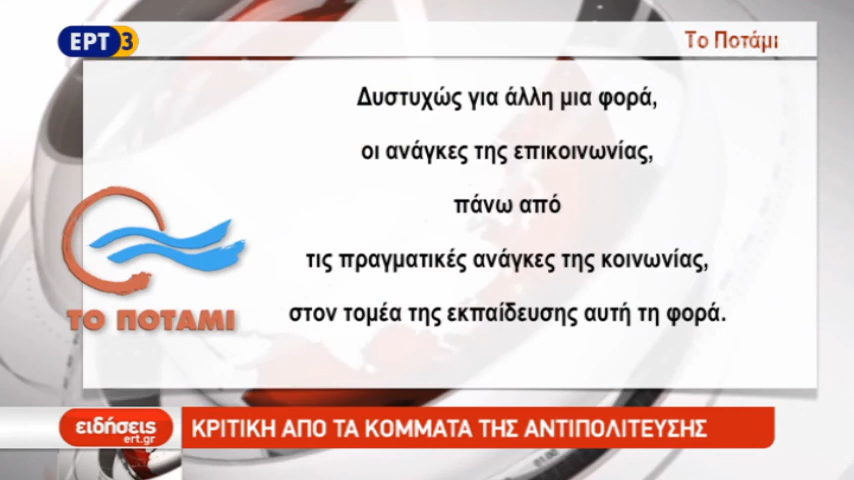 ΕΡΤ3
Το Ποτάμι
Δυστυχώς για άλλη μια φορά,
οι ανάγκες της επικοινωνίας,
πάνω από
τις πραγματικές ανάγκες της κοινωνίας,
στον τομέα της εκπαίδευσης αυτή τη φορά.
ΤΟ ΠΟΤΑΜΙ
ειδήσεις
ert.gr
ΚΡΙΤΙΚΗ ΑΠΟ ΤΑ ΚΟΜΜΑΤΑ ΤΗΣ ΑΝΤΙΠΟΛΙΤΕΥΣΗΣ